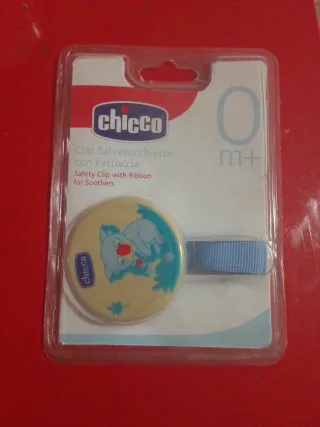 chicco
0
m+
Clip Salvasucchietto
con Fettuccia
Safety Clip with Ribbon
for Soothers
chicco